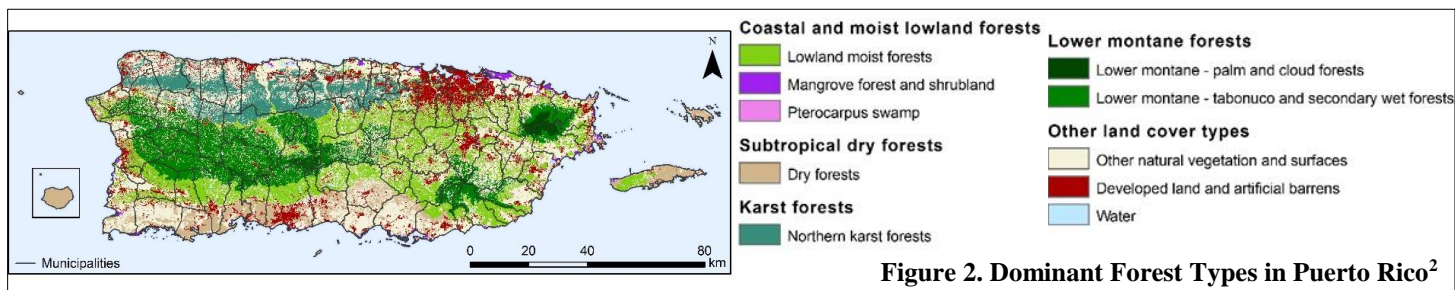 N
Municipalities
0 20 40 80
km
Coastal and moist lowland forests
Lowland moist forests
Mangrove forest and shrubland
Pterocarpus swamp
Subtropical dry forests
Dry forests
Karst forests
Northern karst forests
Lower montane forests
Lower montane - palm and cloud forests
Lower montane - tabonuco and secondary wet forests
Other land cover types
Other natural vegetation and surfaces
Developed land and artificial barrens
Water
Figure 2. Dominant Forest Types in Puerto Rico²